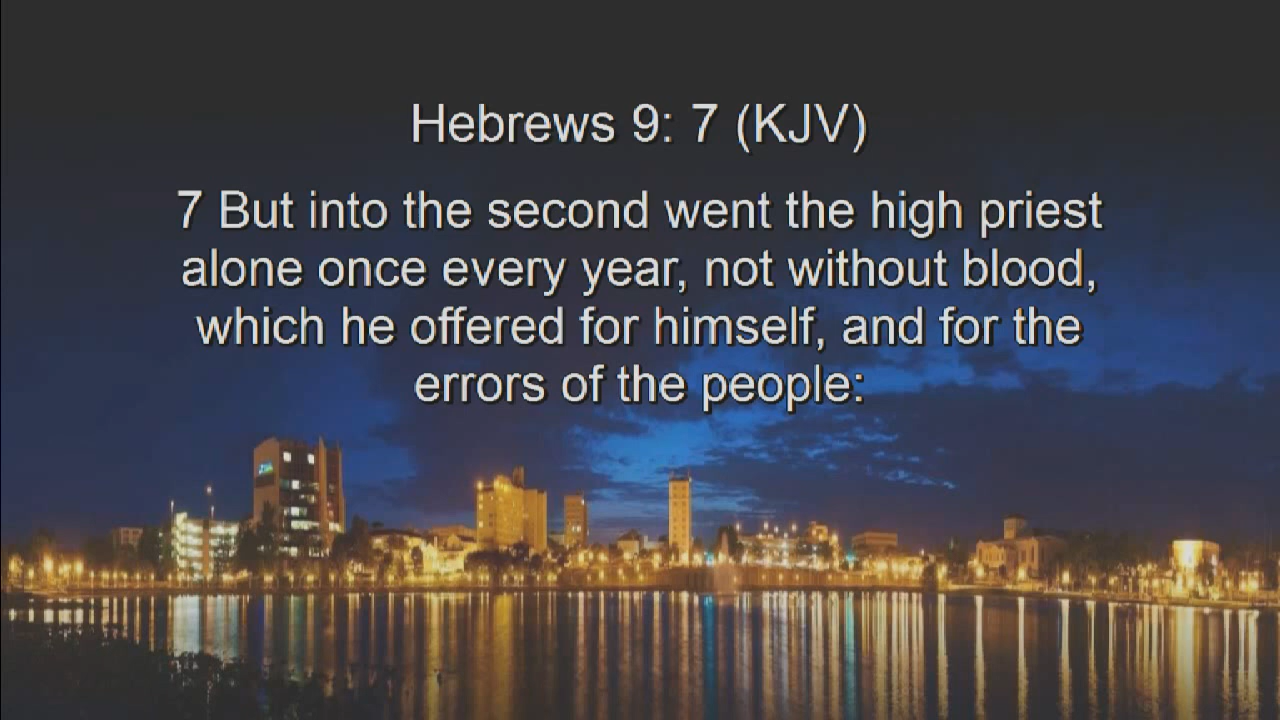 Hebrews 9: 7 (KJV)
7 But into the second went the high priest
alone once every year, not without blood,
which he offered for himself, and for the
errors of the people: